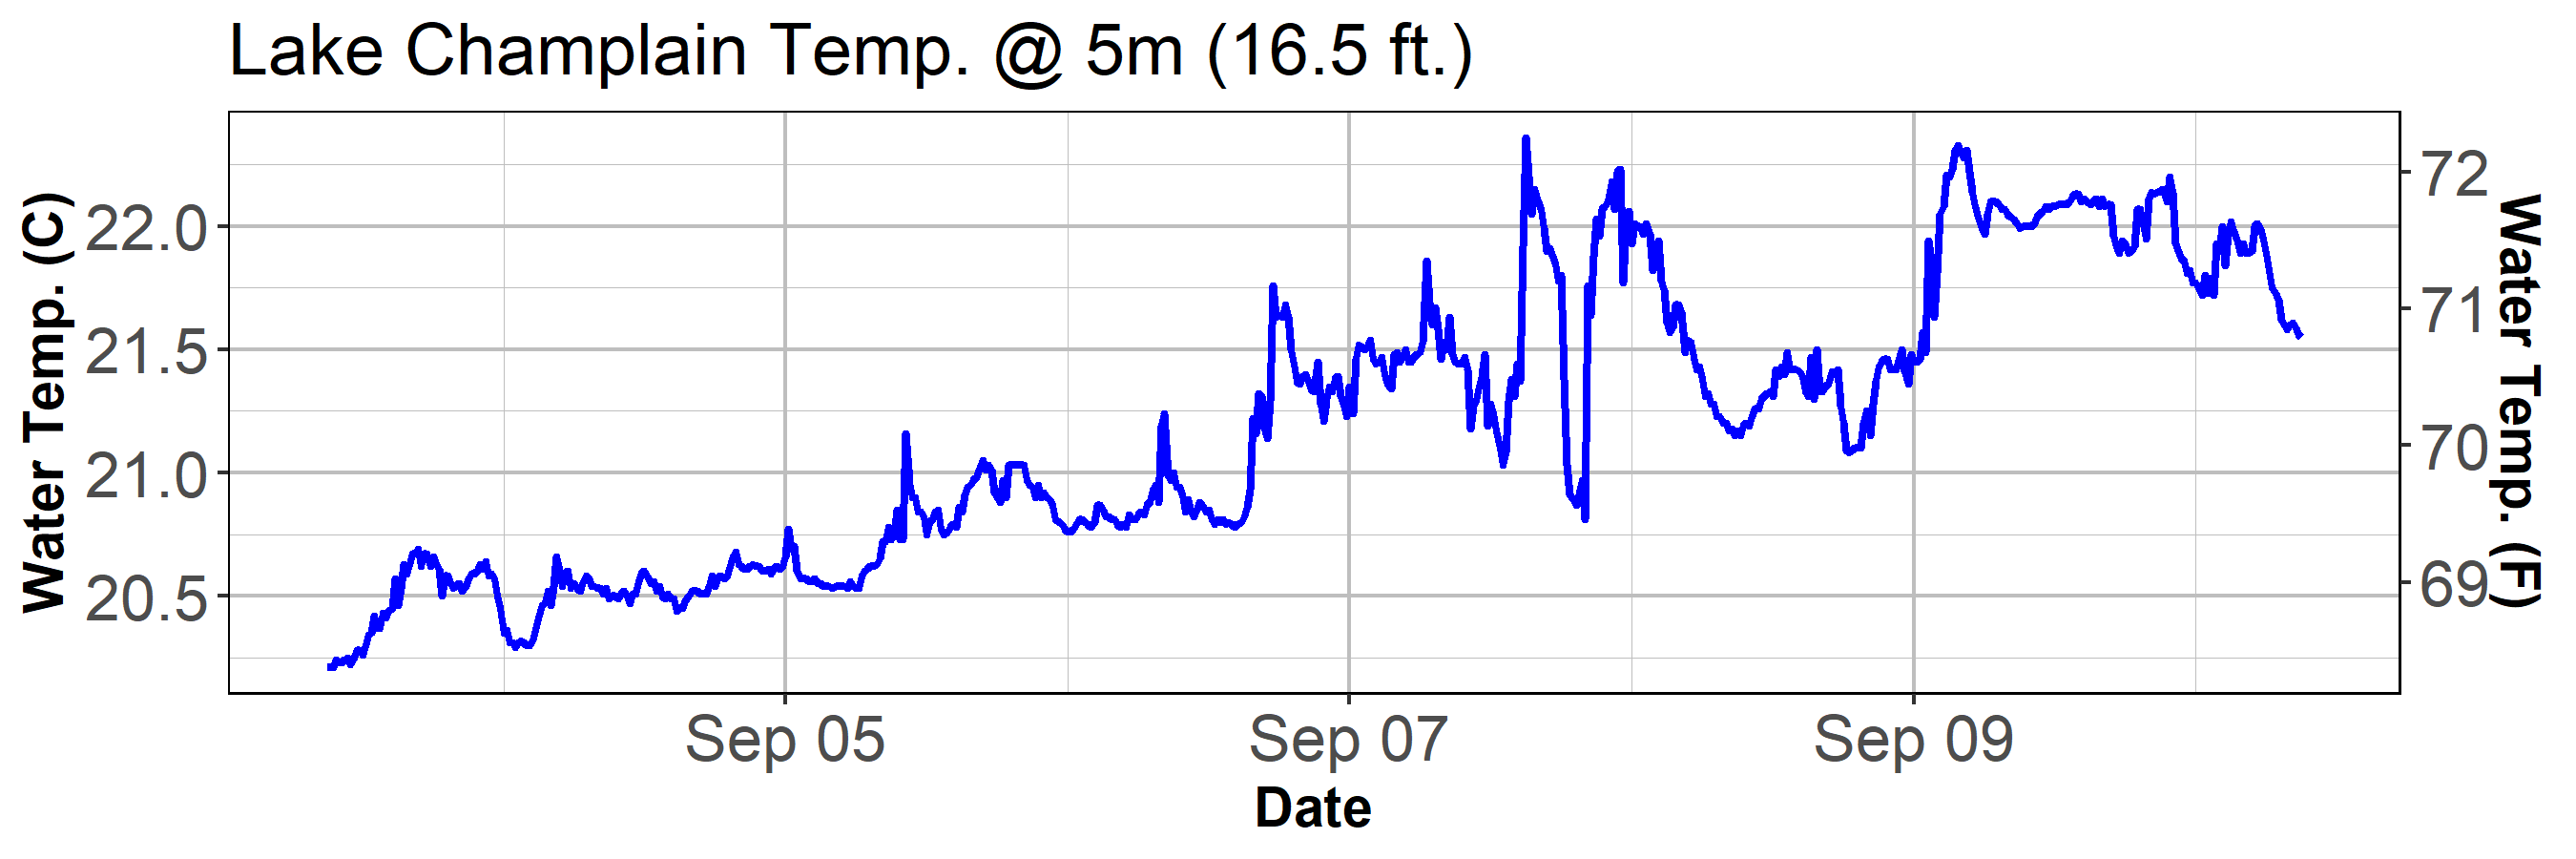 Lake Champlain Temp. @ 5m (16.5 ft.)
Water Temp. (C)
22.0
21.5
21.0
20.5
72
71
70
69
Water Temp. (F)
Sep 05 Sep 07 Sep 09
Date